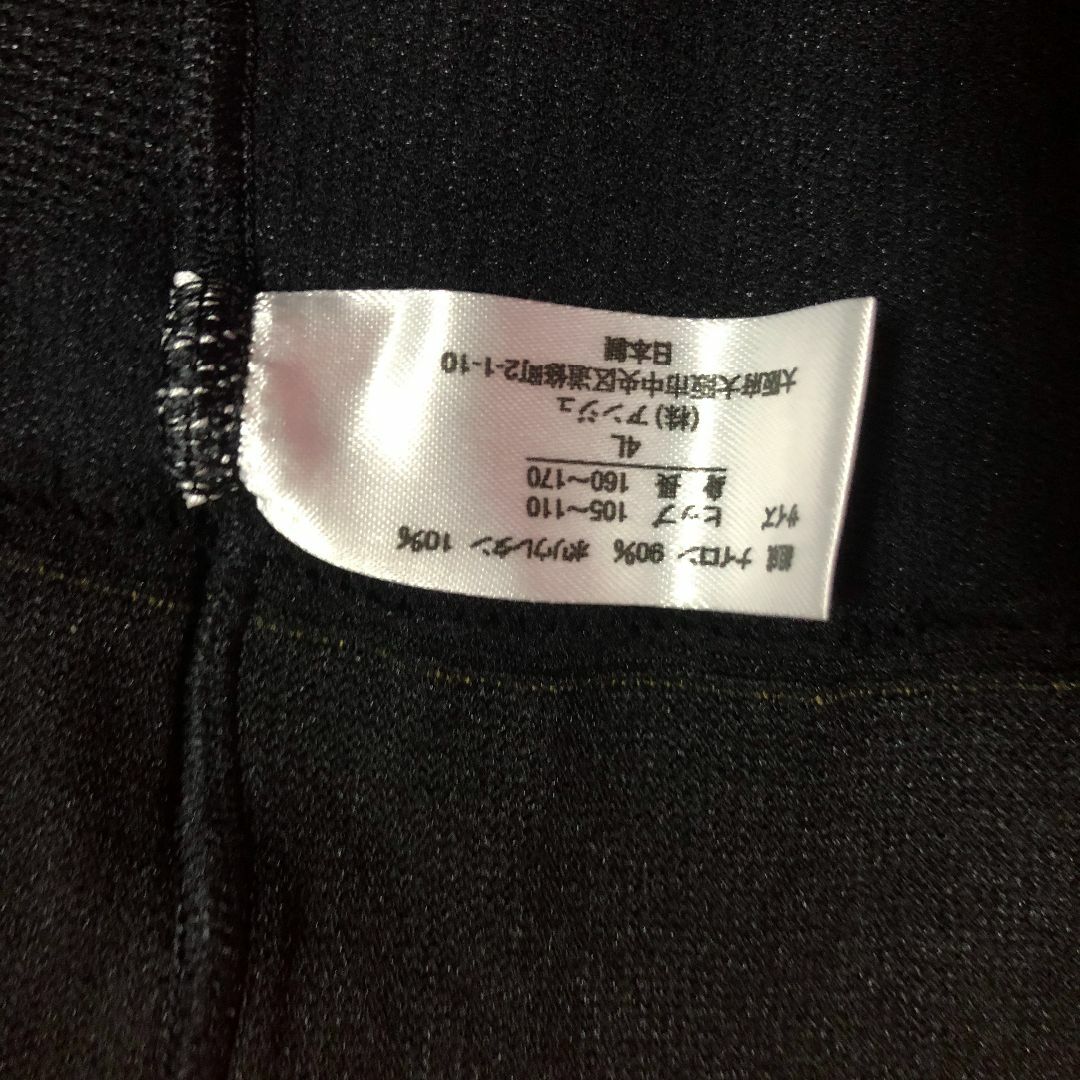 組成 ナイロン 90% ポリウレタン 10%
サイズ ヒップ 105~110
身長 160~170
4L
(株)アンジュ
大阪府大阪市中央区道修町2-1-10
日本製